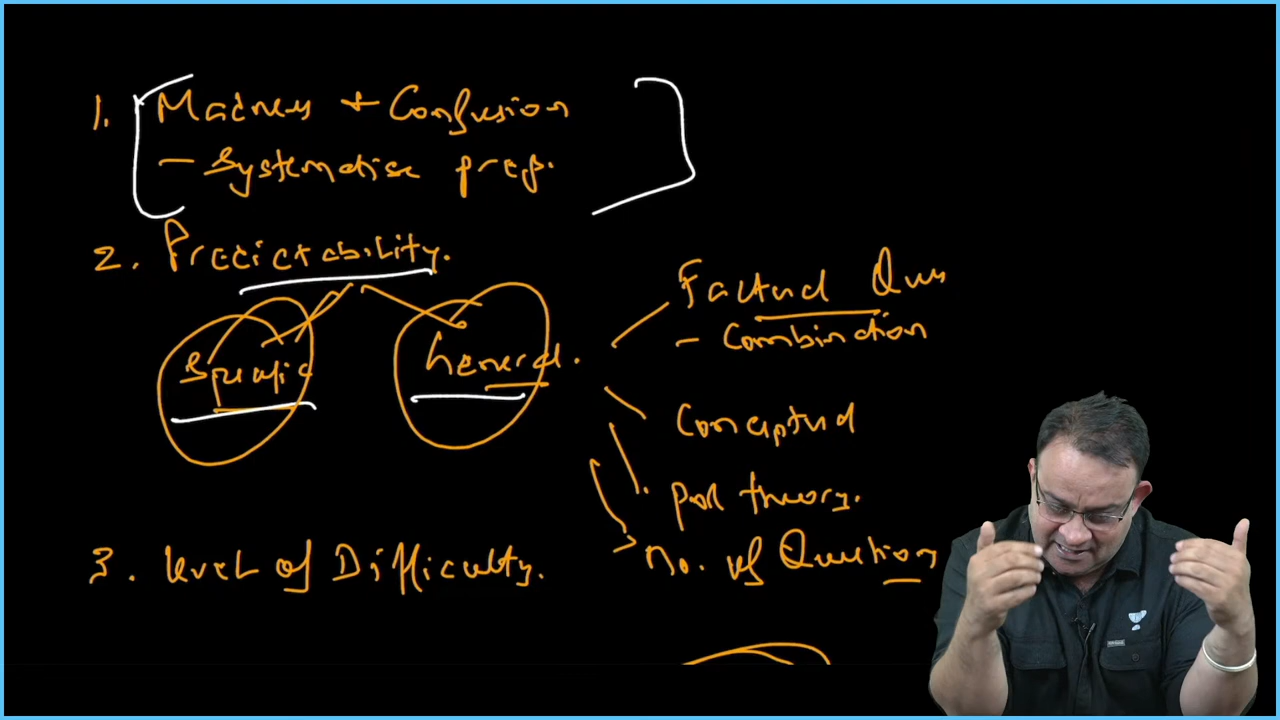 1. Madness + Confusion
- Systematise prep.
2. Predictability.
Specific
General.
Factual Ques
- Combination
Conceptual
Pol theory.
No. of Question
3. Level of Difficulty.